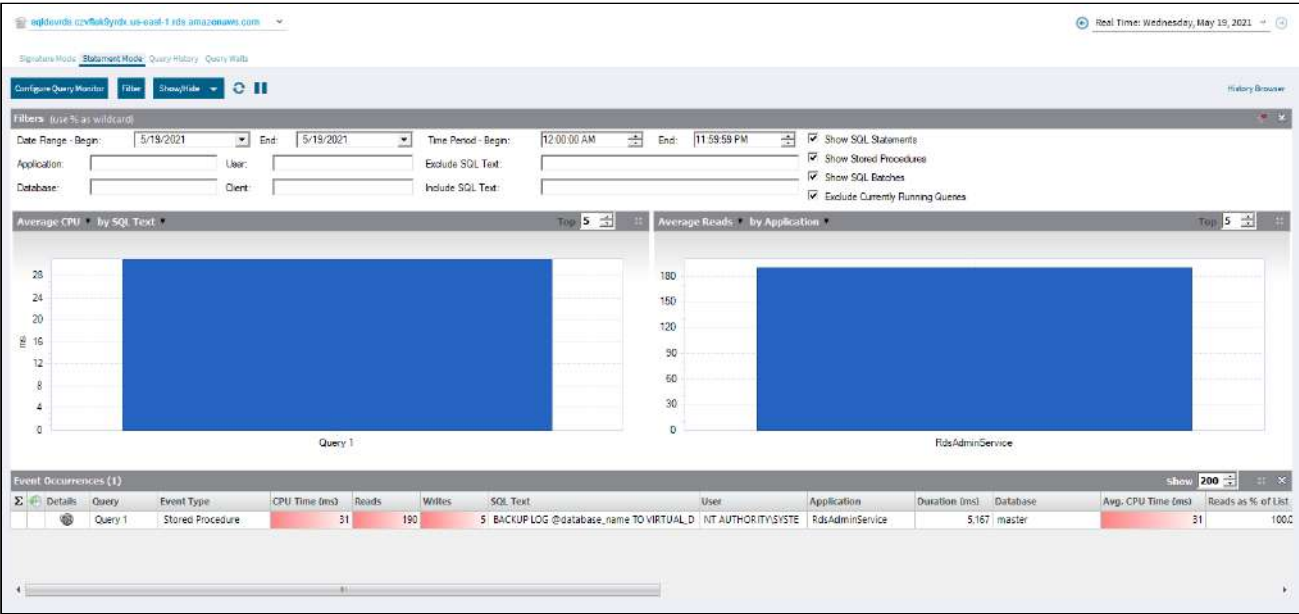 Real Time: Wednesday, May 19, 2021
Signature Mode Statement Mode Query History Query Waits
Configure Query Monitor Filter Show/Hide History Browser
Filters (use % as wildcard)
Date Range - Begin: 5/19/2021 End: 5/19/2021 Time Period - Begin: 12:00:00 AM End: 11:59:59 PM Show SQL Statements
Application: User: Exclude SQL Text: Show Stored Procedures
Database: Client: Include SQL Text: Show SQL Batches
Exclude Currently Running Queries
Average CPU by SQL Text Top 5 Average Reads by Application Top 5
28
24
20
16
12
8
4
0
ms
Query 1
180
150
120
90
60
30
0
RdsAdminService
Event Occurrences (1) Show 200
Σ Details Query Event Type CPU Time (ms) Reads Writes SQL Text User Application Duration (ms) Database Avg. CPU Time (ms) Reads as % of List
Query 1 Stored Procedure 31 190 5 BACKUP LOG @database_name TO VIRTUAL_D NT AUTHORITY\SYSTE RdsAdminService 5,167 master 31 100.0